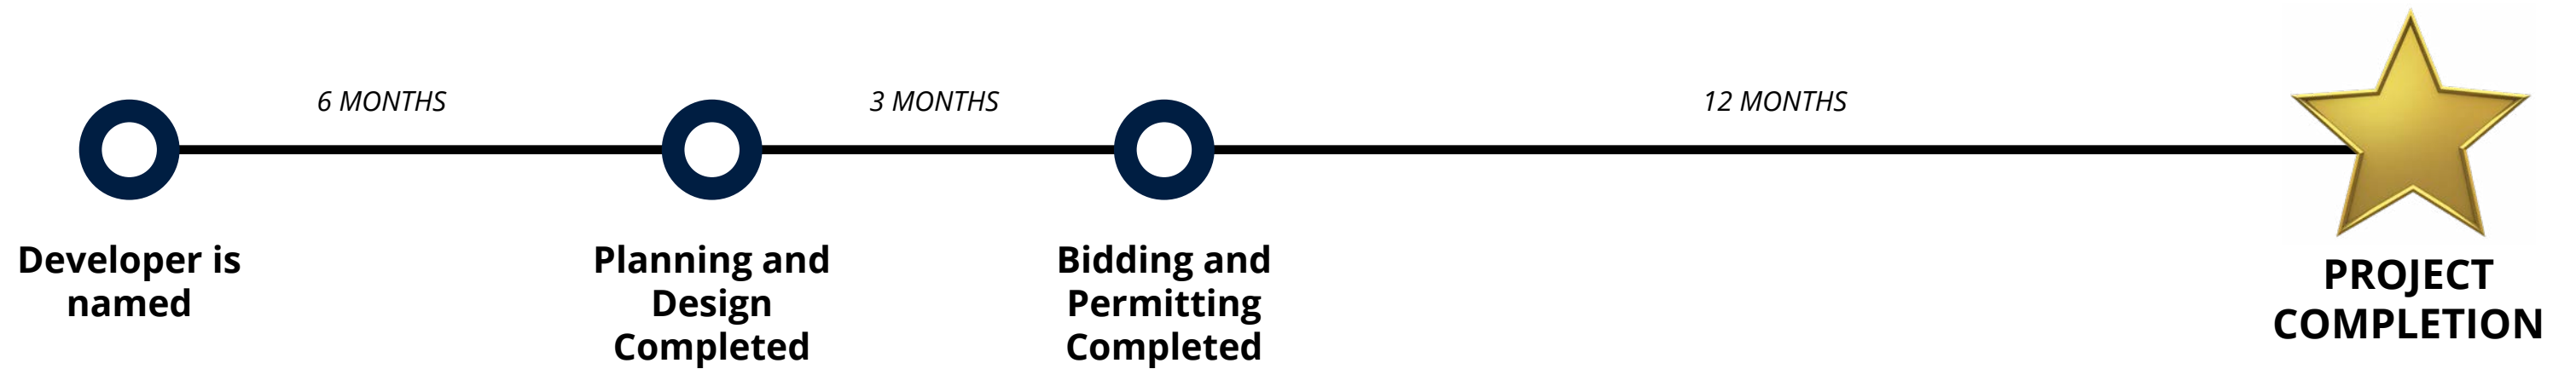 6 MONTHS
3 MONTHS
12 MONTHS
Developer is
named
Planning and
Design
Completed
Bidding and
Permitting
Completed
PROJECT
COMPLETION